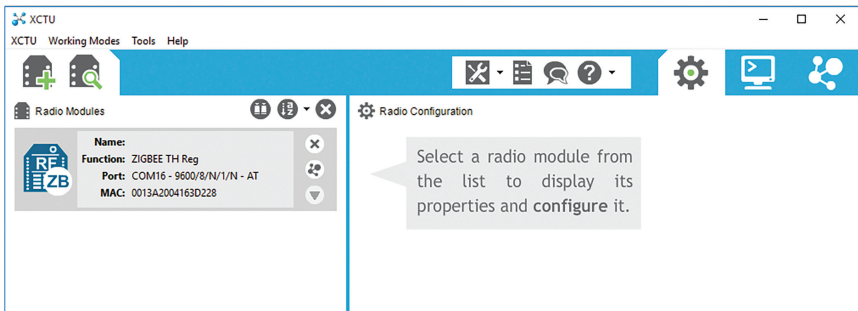 XCTU
XCTU Working Modes Tools Help
Radio Modules
Radio Configuration
RF
ZB
Name:
Function: ZIGBEE TH Reg
Port: COM16 - 9600/8/N/1/N - AT
MAC: 0013A2004163D228
Select a radio module from
the list to display its
properties and configure it.